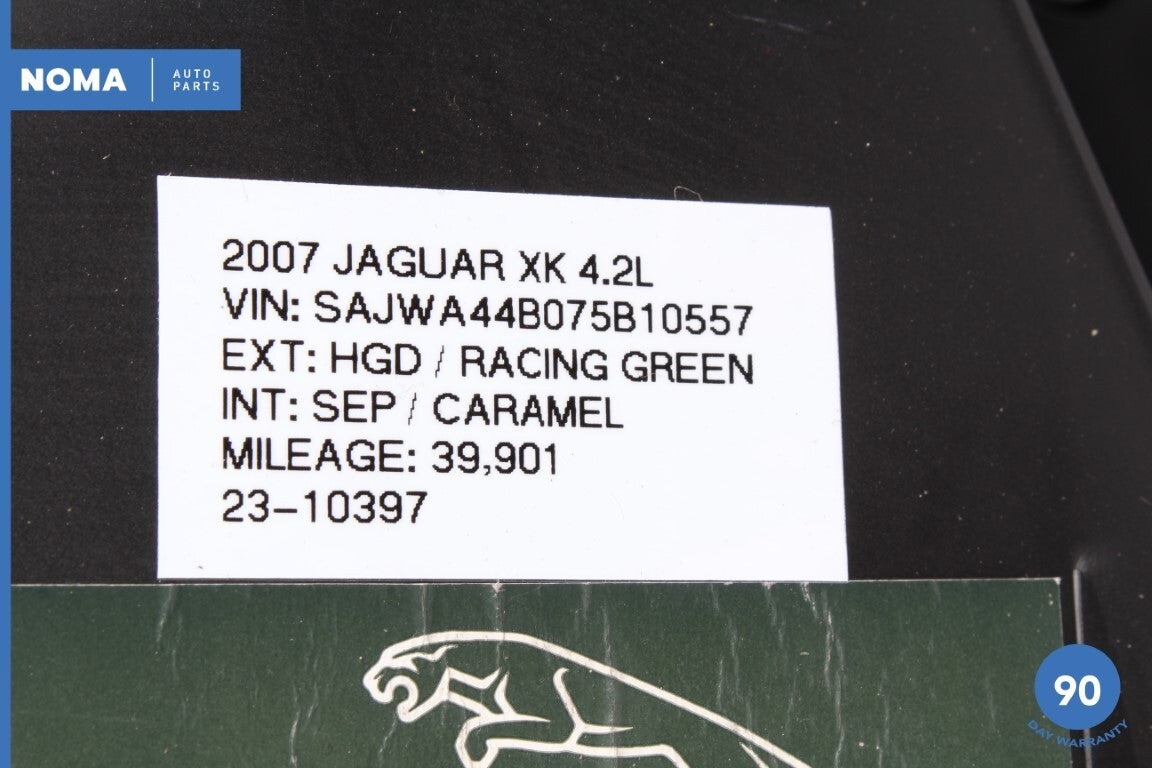 NOMA AUTO PARTS
2007 JAGUAR XK 4.2L
VIN: SAJWA44B075B10557
EXT: HGD / RACING GREEN
INT: SEP / CARAMEL
MILEAGE: 39,901
23-10397
90
DAY WARRANTY